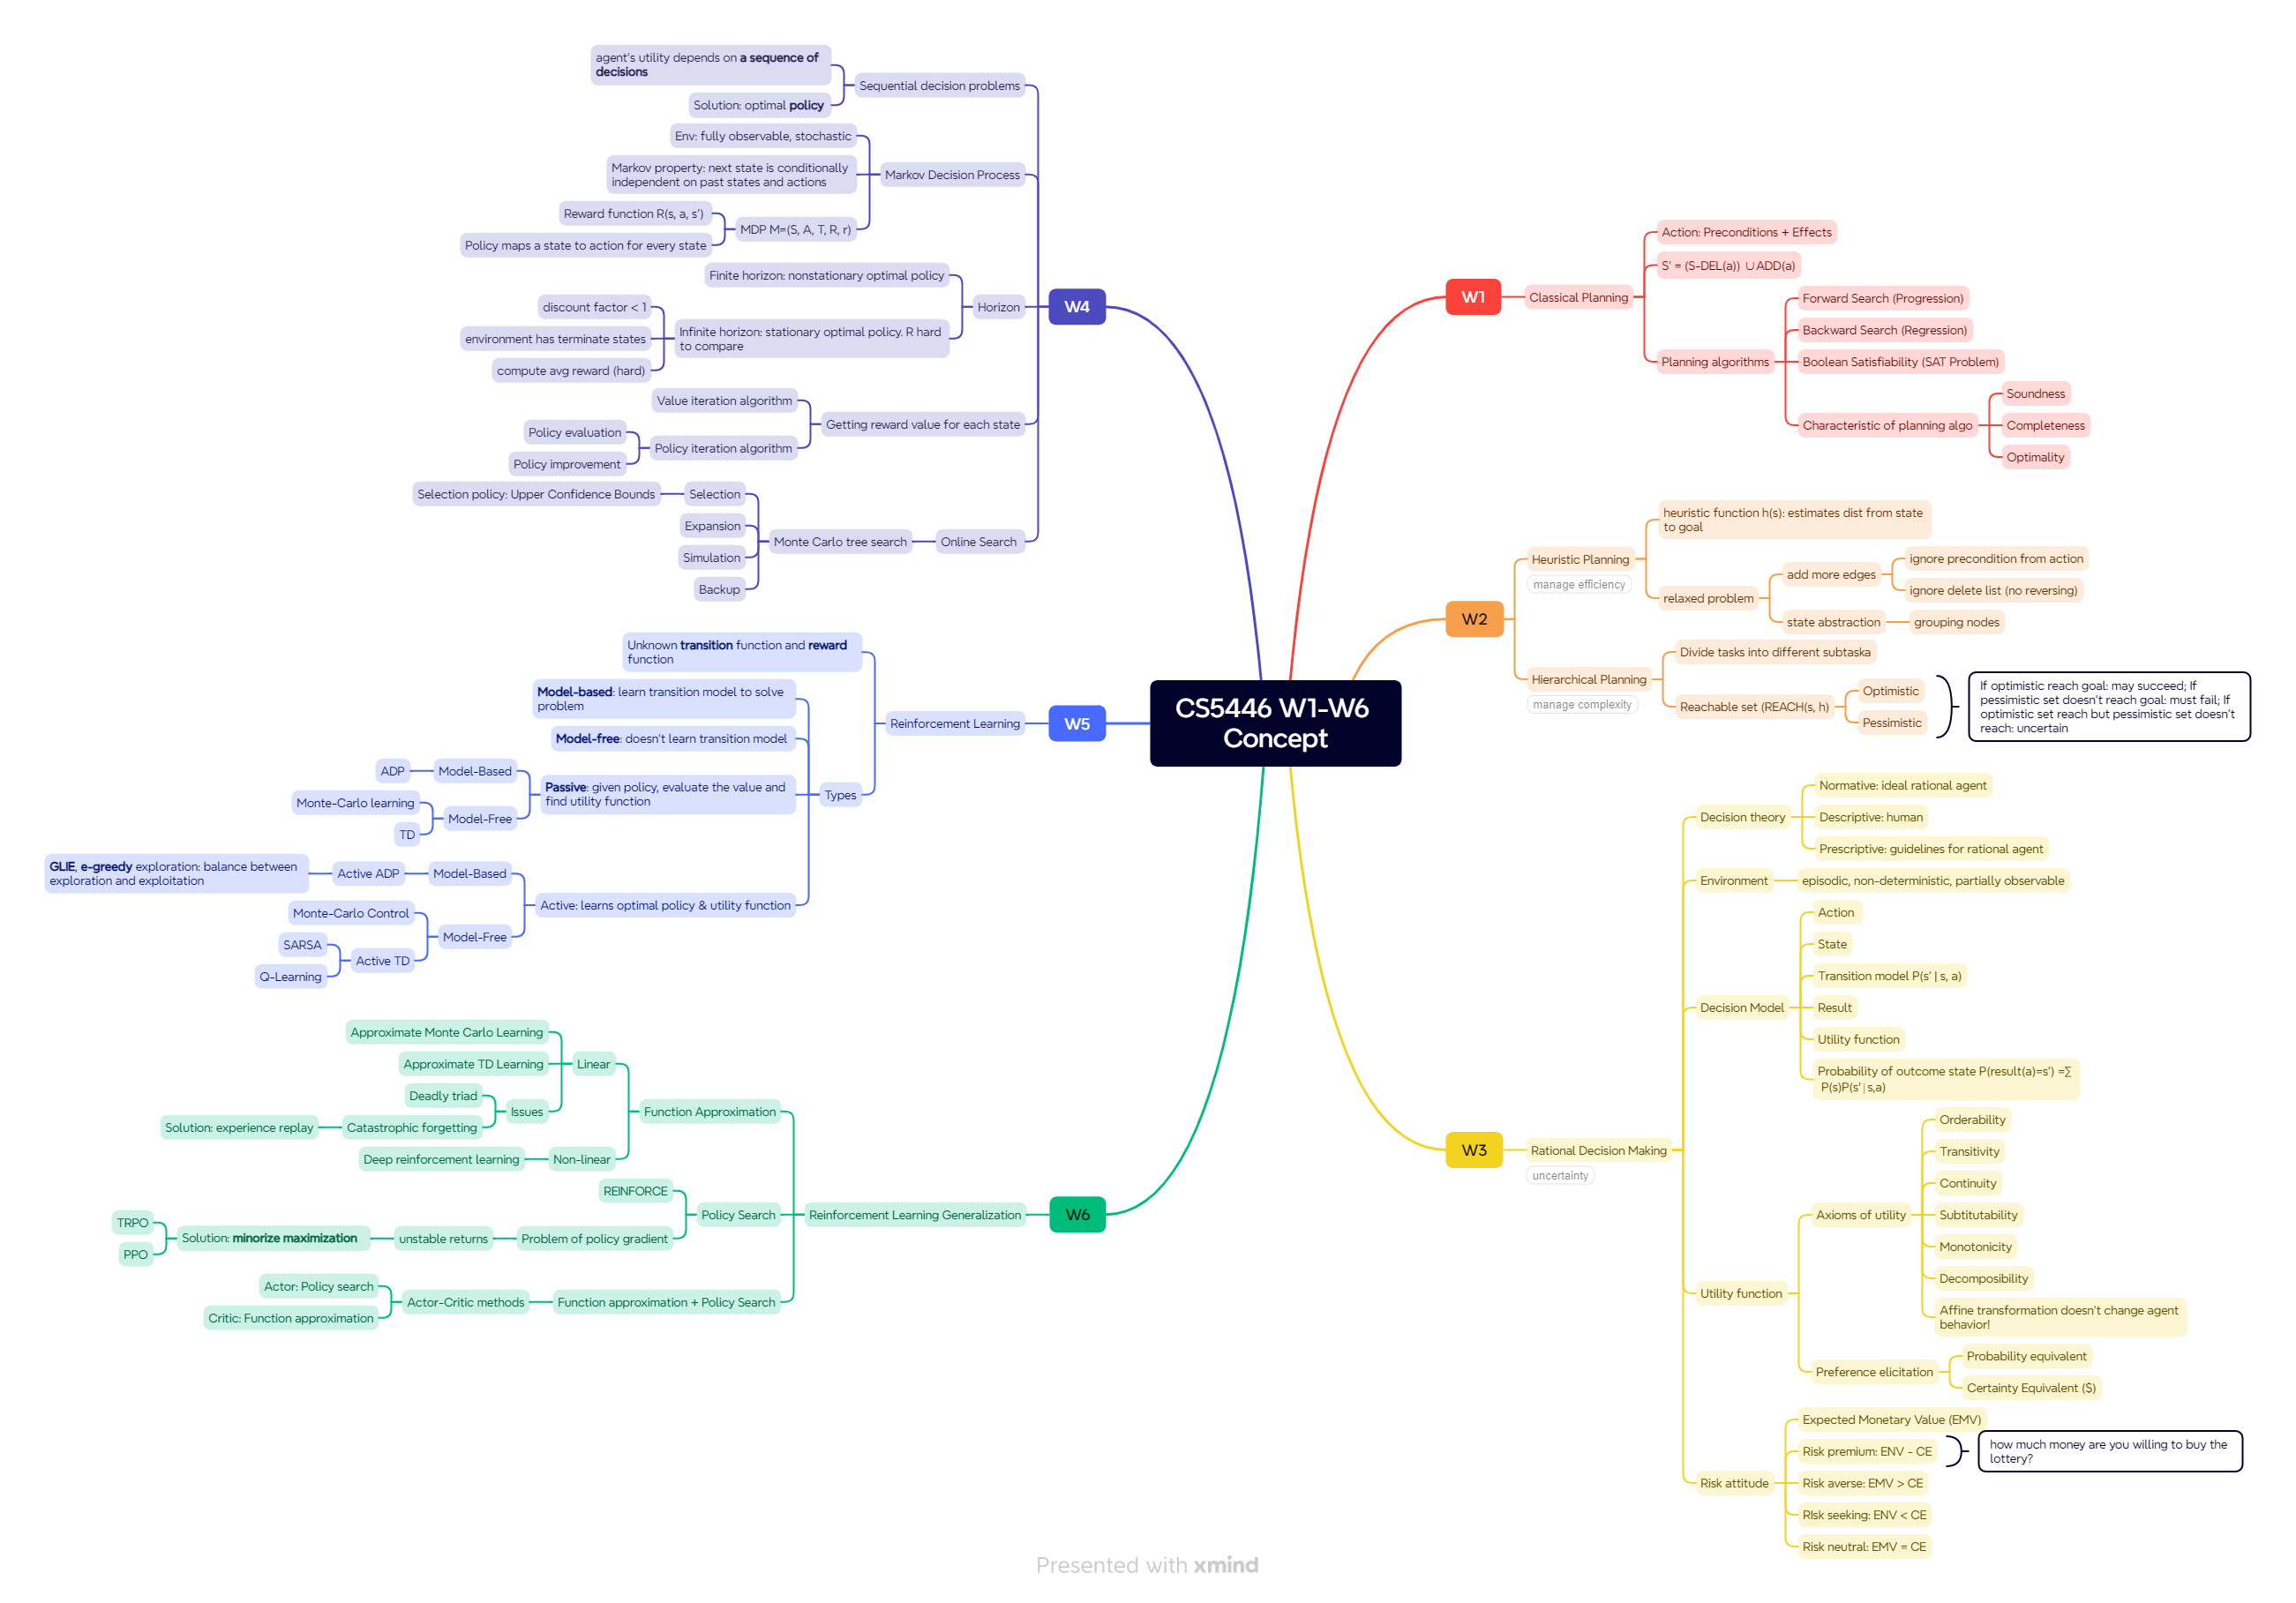 CS5446 W1-W6
Concept
W1
Classical Planning
Action: Preconditions + Effects
S' = (S-DEL(a)) ∪ ADD(a)
Planning algorithms
Forward Search (Progression)
Backward Search (Regression)
Boolean Satisfiability (SAT Problem)
Characteristic of planning algo
Soundness
Completeness
Optimality
W2
Heuristic Planning
manage efficiency
heuristic function h(s): estimates dist from state
to goal
relaxed problem
add more edges
ignore precondition from action
ignore delete list (no reversing)
state abstraction
grouping nodes
Hierarchical Planning
manage complexity
Divide tasks into different subtaska
Reachable set (REACH(s, h)
Optimistic
Pessimistic
If optimistic reach goal: may succeed; If
pessimistic set doesn't reach goal: must fail; If
optimistic set reach but pessimistic set doesn't
reach: uncertain
W3
Rational Decision Making
uncertainty
Decision theory
Normative: ideal rational agent
Descriptive: human
Prescriptive: guidelines for rational agent
Environment
episodic, non-deterministic, partially observable
Decision Model
Action
State
Transition model P(s' | s, a)
Result
Utility function
Probability of outcome state P(result(a)=s') =∑
P(s)P(s' | s,a)
Utility function
Axioms of utility
Orderability
Transitivity
Continuity
Subtitutability
Monotonicity
Decomposibility
Affine transformation doesn't change agent
behavior!
Preference elicitation
Probability equivalent
Certainty Equivalent ($)
Risk attitude
Expected Monetary Value (EMV)
Risk premium: ENV - CE
how much money are you willing to buy the
lottery?
Risk averse: EMV > CE
RIsk seeking: ENV < CE
Risk neutral: EMV = CE
W4
Sequential decision problems
agent's utility depends on a sequence of
decisions
Solution: optimal policy
Markov Decision Process
Env: fully observable, stochastic
Markov property: next state is conditionally
independent on past states and actions
MDP M=(S, A, T, R, r)
Reward function R(s, a, s')
Policy maps a state to action for every state
Horizon
Finite horizon: nonstationary optimal policy
Infinite horizon: stationary optimal policy. R hard
to compare
discount factor < 1
environment has terminate states
compute avg reward (hard)
Getting reward value for each state
Value iteration algorithm
Policy iteration algorithm
Policy evaluation
Policy improvement
Online Search
Monte Carlo tree search
Selection
Selection policy: Upper Confidence Bounds
Expansion
Simulation
Backup
W5
Reinforcement Learning
Unknown transition function and reward
function
Types
Model-based: learn transition model to solve
problem
Model-free: doesn't learn transition model
Passive: given policy, evaluate the value and
find utility function
Model-Based
ADP
Model-Free
Monte-Carlo learning
TD
Active: learns optimal policy & utility function
Model-Based
Active ADP
GLIE, e-greedy exploration: balance between
exploration and exploitation
Model-Free
Monte-Carlo Control
Active TD
SARSA
Q-Learning
W6
Reinforcement Learning Generalization
Function Approximation
Linear
Approximate Monte Carlo Learning
Approximate TD Learning
Issues
Deadly triad
Catastrophic forgetting
Solution: experience replay
Non-linear
Deep reinforcement learning
Policy Search
REINFORCE
Problem of policy gradient
unstable returns
Solution: minorize maximization
TRPO
PPO
Function approximation + Policy Search
Actor-Critic methods
Actor: Policy search
Critic: Function approximation
Presented with xmind